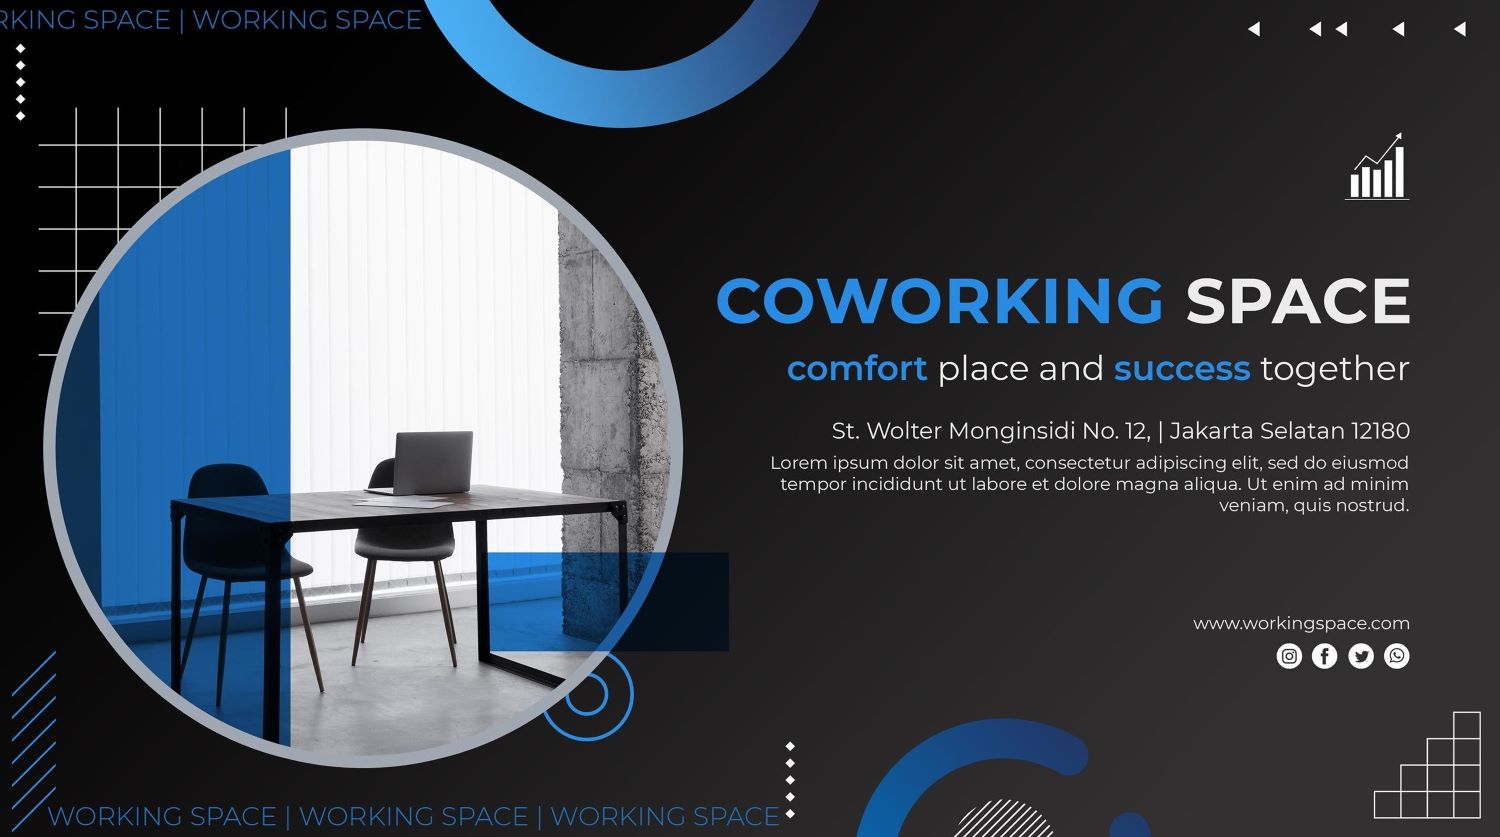 RKING SPACE | WORKING SPACE
COWORKING SPACE
comfort place and success together
St. Wolter Monginsidi No. 12, | Jakarta Selatan 12180
Lorem ipsum dolor sit amet, consectetur adipiscing elit, sed do eiusmod
tempor incididunt ut labore et dolore magna aliqua. Ut enim ad minim
veniam, quis nostrud.
www.workingspace.com
WORKING SPACE | WORKING SPACE | WORKING SPACE